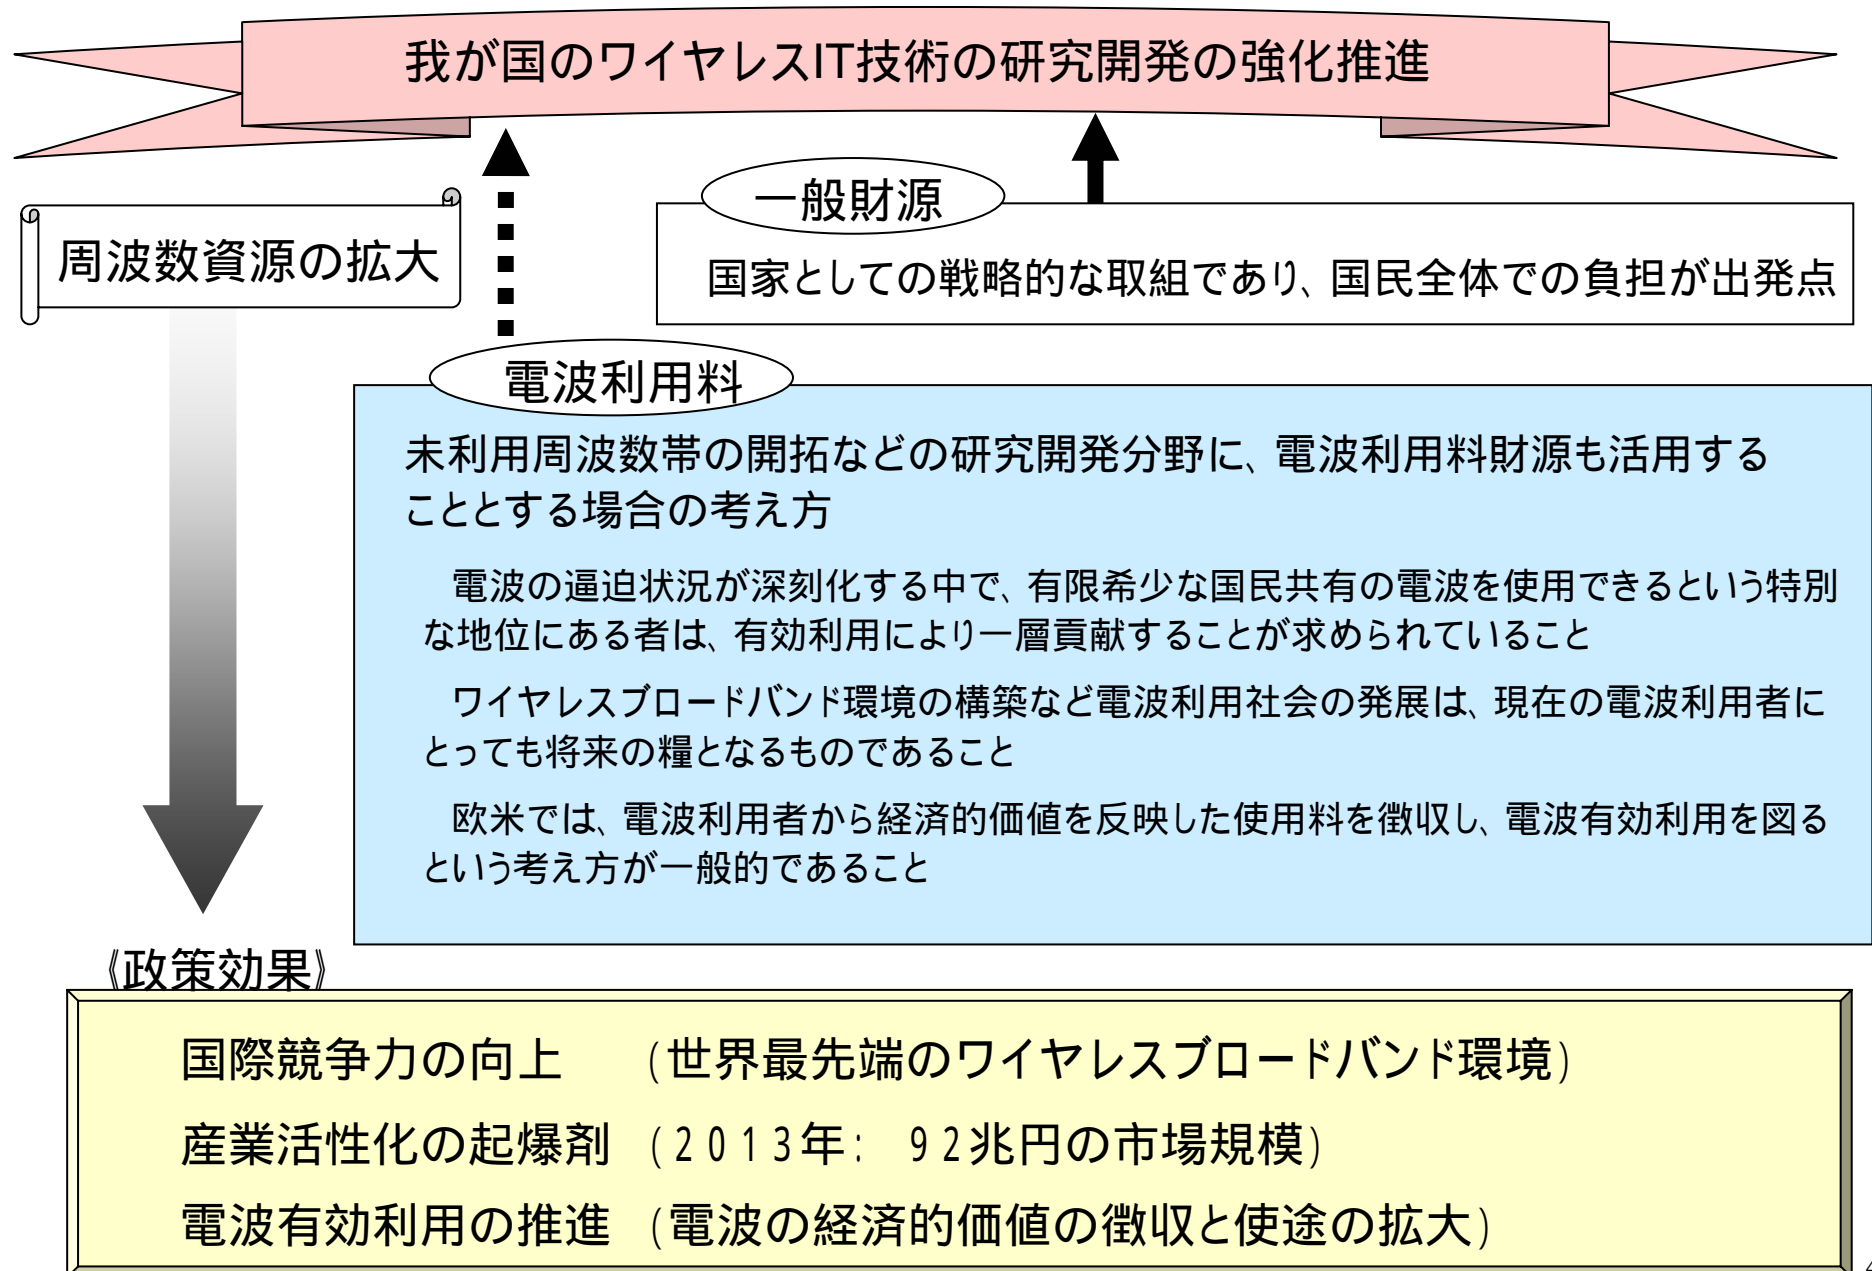 我が国のワイヤレスIT技術の研究開発の強化推進
一般財源
周波数資源の拡大
国家としての戦略的な取組であり、国民全体での負担が出発点
電波利用料
未利用周波数帯の開拓などの研究開発分野に、電波利用料財源も活用する
こととする場合の考え方
電波の逼迫状況が深刻化する中で、有限希少な国民共有の電波を使用できるという特別
な地位にある者は、有効利用により一層貢献することが求められていること
ワイヤレスブロードバンド環境の構築など電波利用社会の発展は、現在の電波利用者に
とっても将来の糧となるものであること
欧米では、電波利用者から経済的価値を反映した使用料を徴収し、電波有効利用を図る
という考え方が一般的であること
《政策効果》
国際競争力の向上 (世界最先端のワイヤレスブロードバンド環境)
産業活性化の起爆剤 (2013年: 92兆円の市場規模)
電波有効利用の推進 (電波の経済的価値の徴収と使途の拡大)